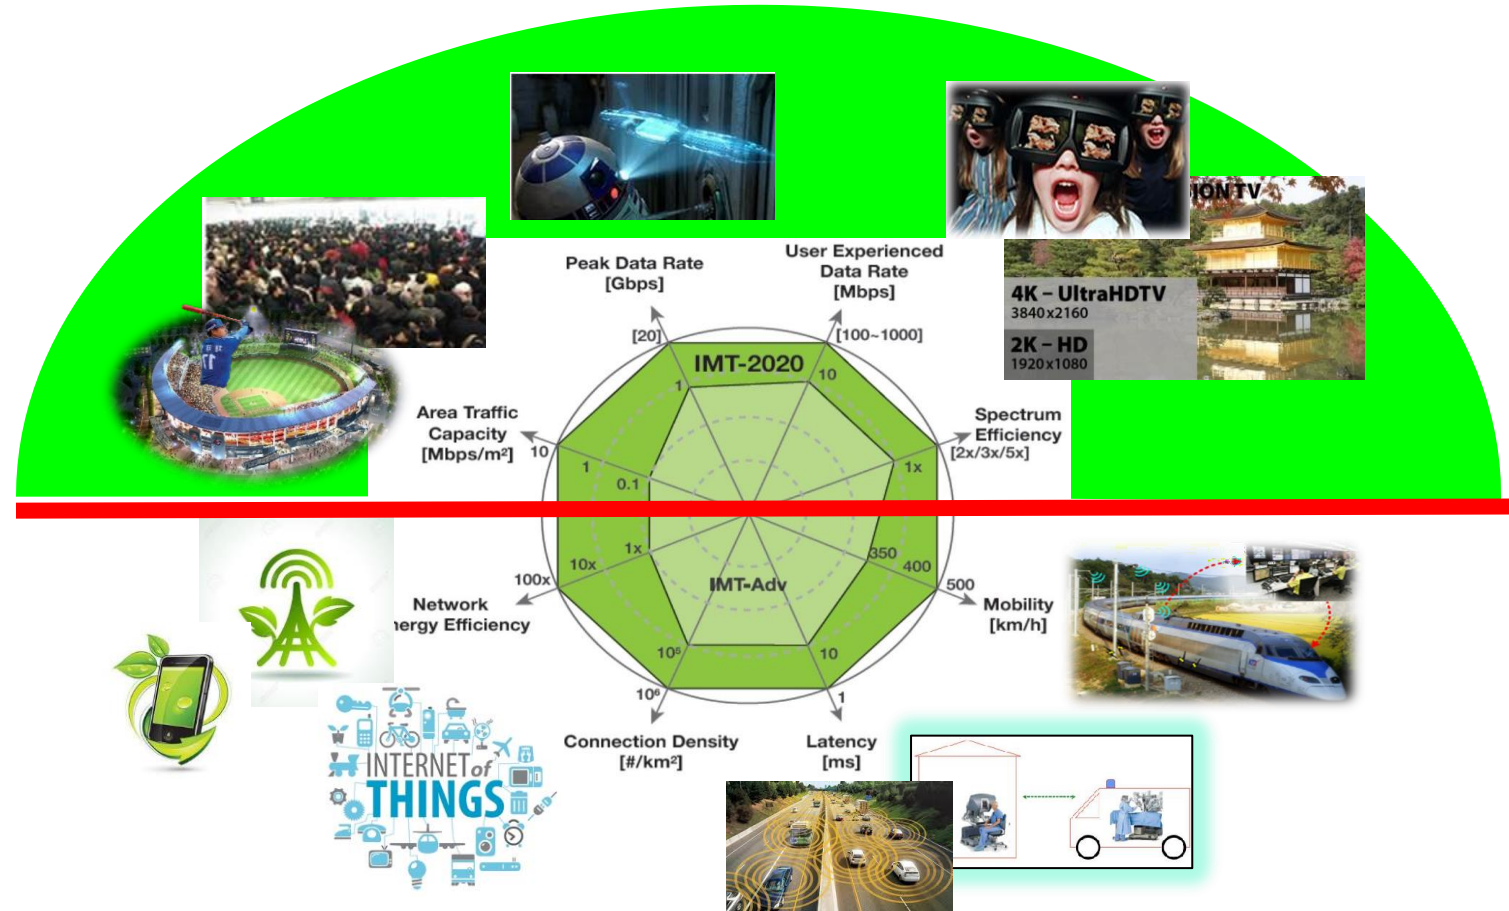 ION TV
4K – UltraHDTV
3840x2160
2K – HD
1920x1080
Peak Data Rate
[Gbps]
User Experienced
Data Rate
[Mbps]
[20]
[100~1000]
IMT-2020
1
10
Area Traffic
Capacity
[Mbps/m²]
10
1
0.1
Spectrum
Efficiency
[2x/3x/5x]
1x
17
1x
10x
100x
Network
nergy Efficiency
350
400
500
Mobility
[km/h]
IMT-Adv
10⁵
10⁶
10
1
Connection Density
[#/km²]
Latency
[ms]
INTERNET of
THINGS